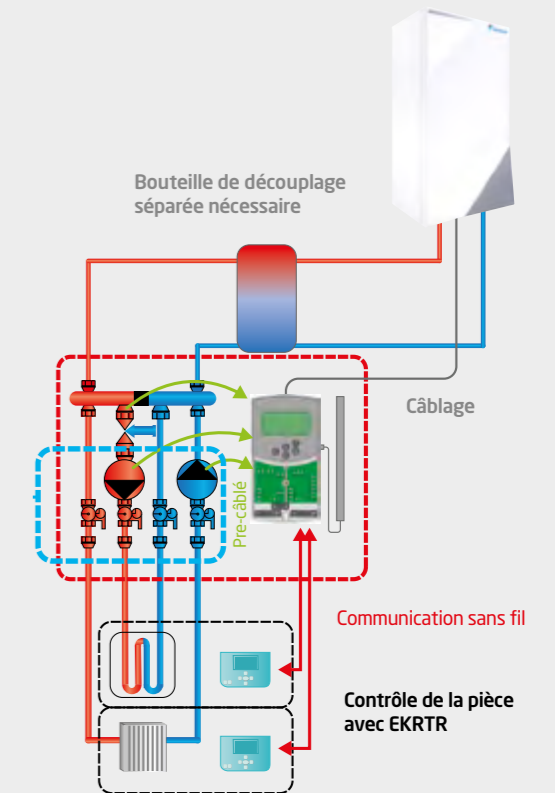 Bouteille de découplage
séparée nécessaire
Câblage
Pre-câblé
Communication sans fil
Contrôle de la pièce
avec EKRTR